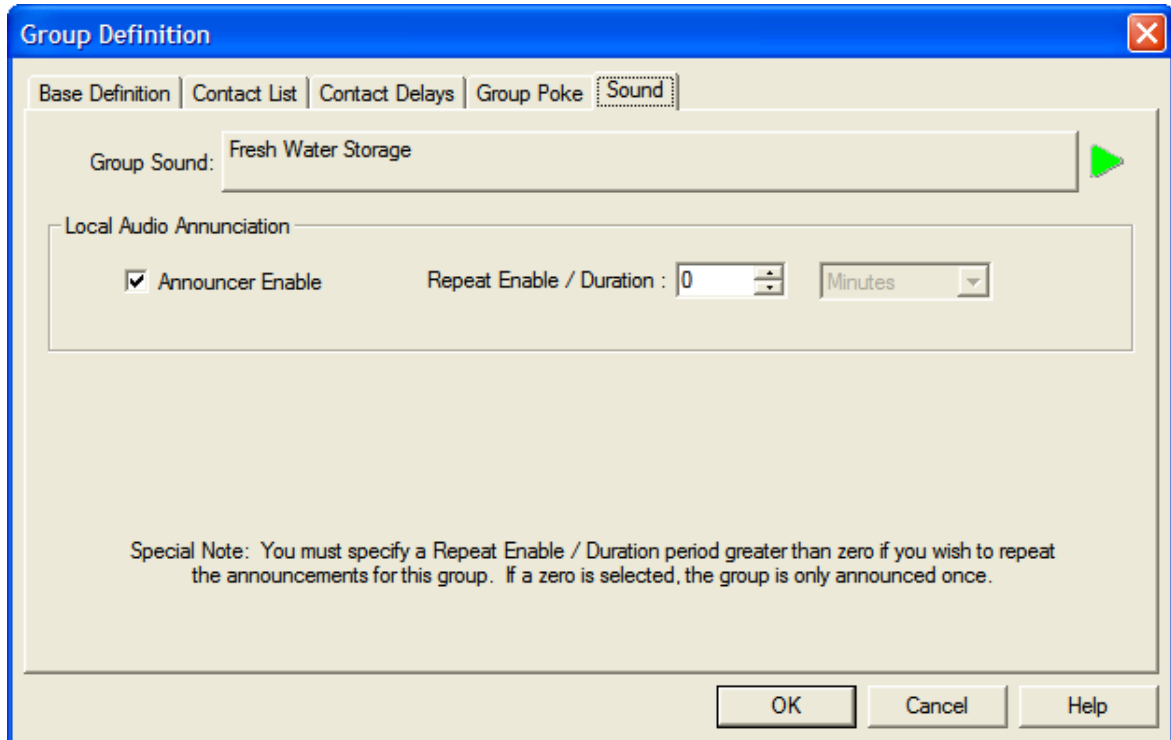 Group Definition
Base Definition Contact List Contact Delays Group Poke Sound
Group Sound: Fresh Water Storage
Local Audio Annunciation
Announcer Enable Repeat Enable / Duration : 0 Minutes
Special Note: You must specify a Repeat Enable / Duration period greater than zero if you wish to repeat
the announcements for this group. If a zero is selected, the group is only announced once.
OK Cancel Help